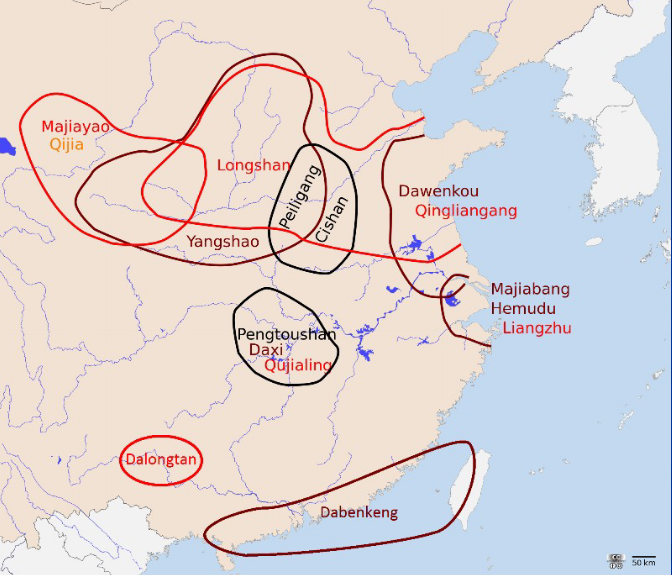 Majiayao
Qijia
Longshan
Peiligang
Cishan
Yangshao
Dawenkou
Qingliangang
Majiabang
Hemudu
Liangzhu
Pengtoushan
Daxi
Qujialing
Dalongtan
Dabenkeng
50 km